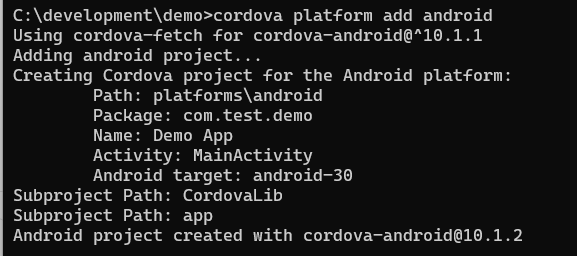 C:\development\demo>cordova platform add android
Using cordova-fetch for cordova-android@^10.1.1
Adding android project...
Creating Cordova project for the Android platform:
        Path: platforms\android
        Package: com.test.demo
        Name: Demo App
        Activity: MainActivity
        Android target: android-30
Subproject Path: CordovaLib
Subproject Path: app
Android project created with cordova-android@10.1.2